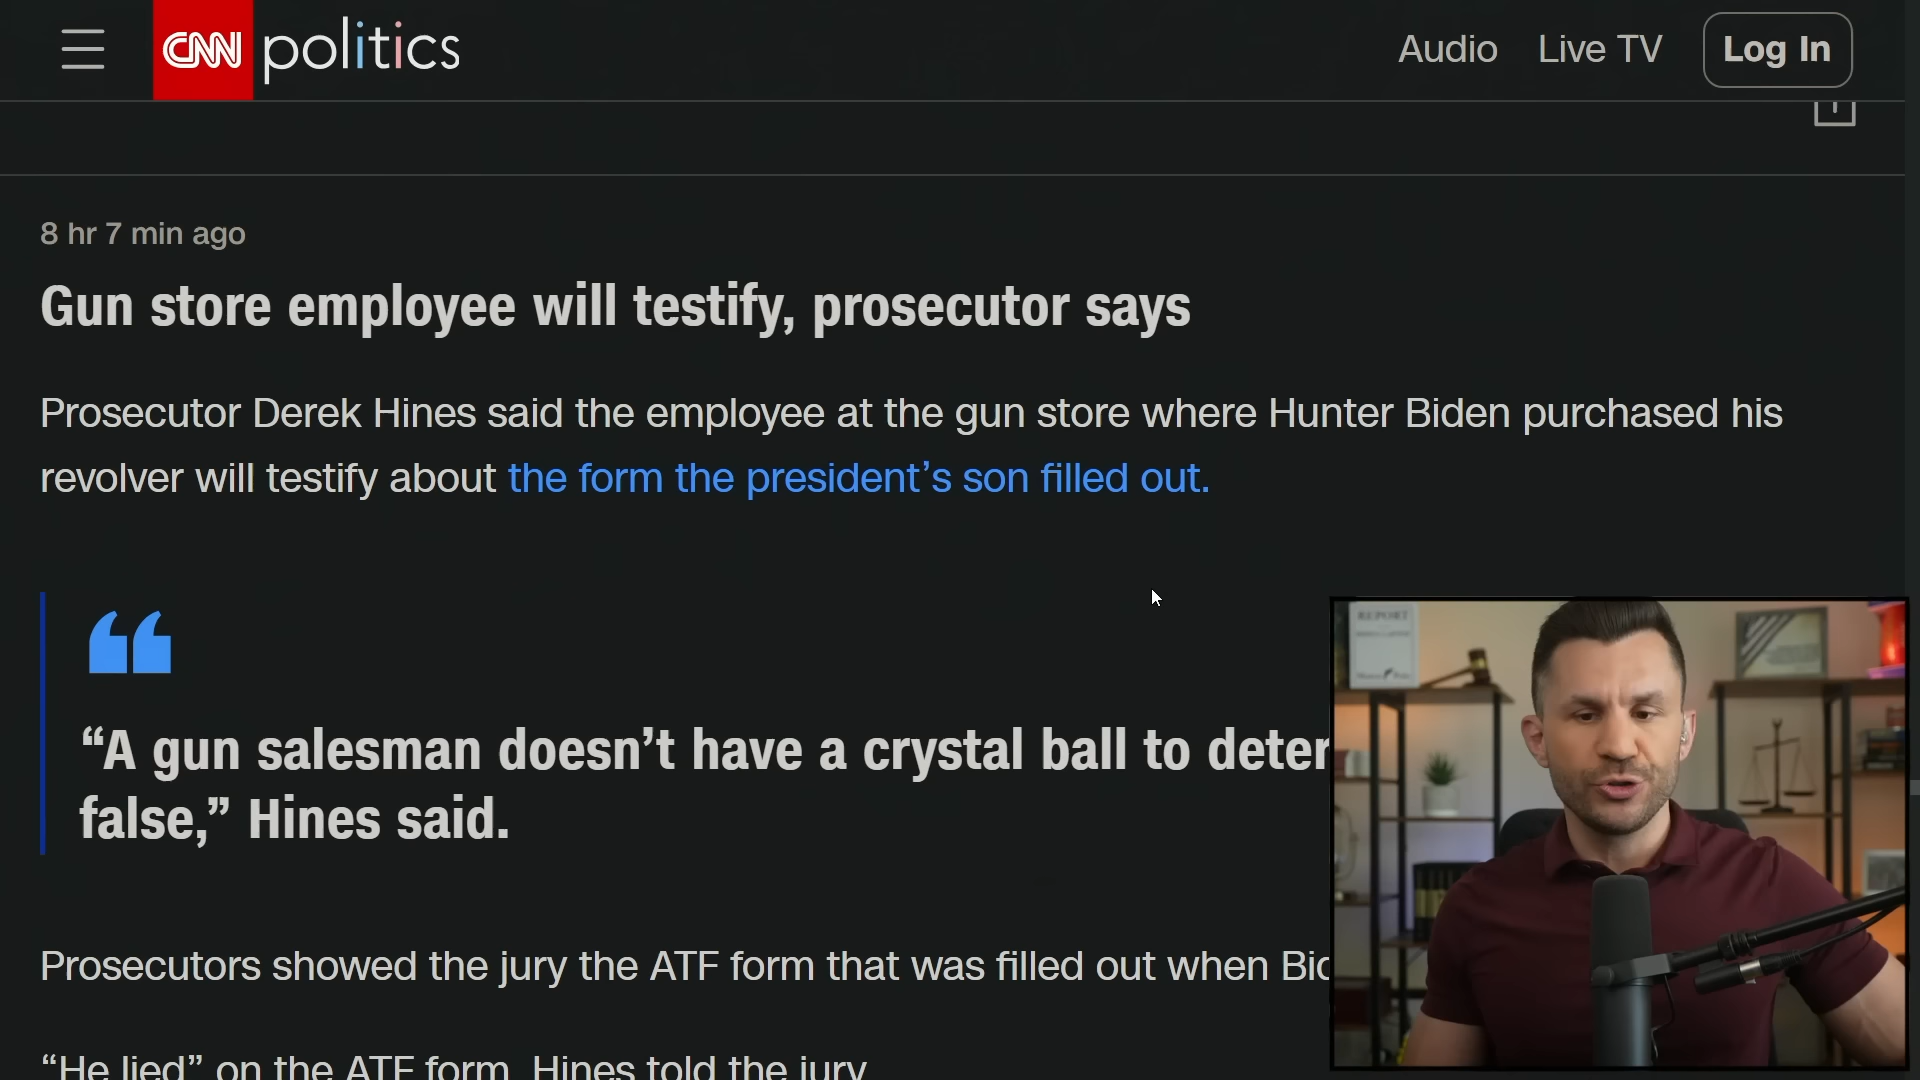 CNN politics
Audio Live TV Log In
8 hr 7 min ago
Gun store employee will testify, prosecutor says
Prosecutor Derek Hines said the employee at the gun store where Hunter Biden purchased his
revolver will testify about the form the president’s son filled out.
“A gun salesman doesn’t have a crystal ball to deter
false,” Hines said.
Prosecutors showed the jury the ATF form that was filled out when Bid
“He lied” on the ATF form, Hines told the jury
REPORT